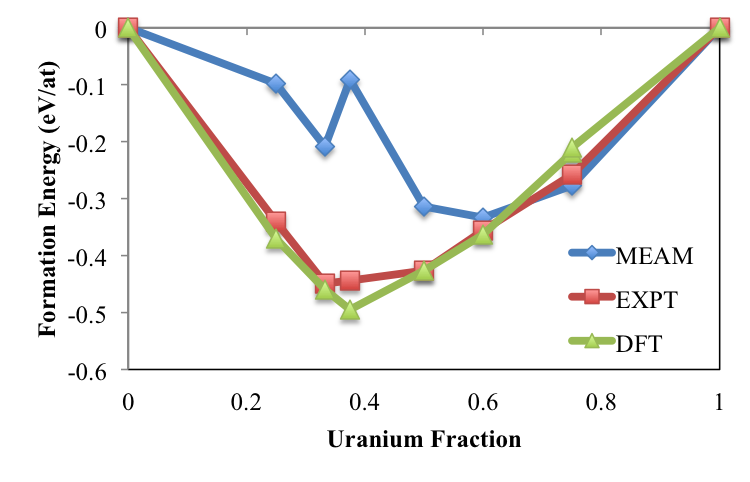 0
-0.1
-0.2
-0.3
-0.4
-0.5
-0.6
Formation Energy (eV/at)
0 0.2 0.4 0.6 0.8 1
Uranium Fraction
MEAM
EXPT
DFT